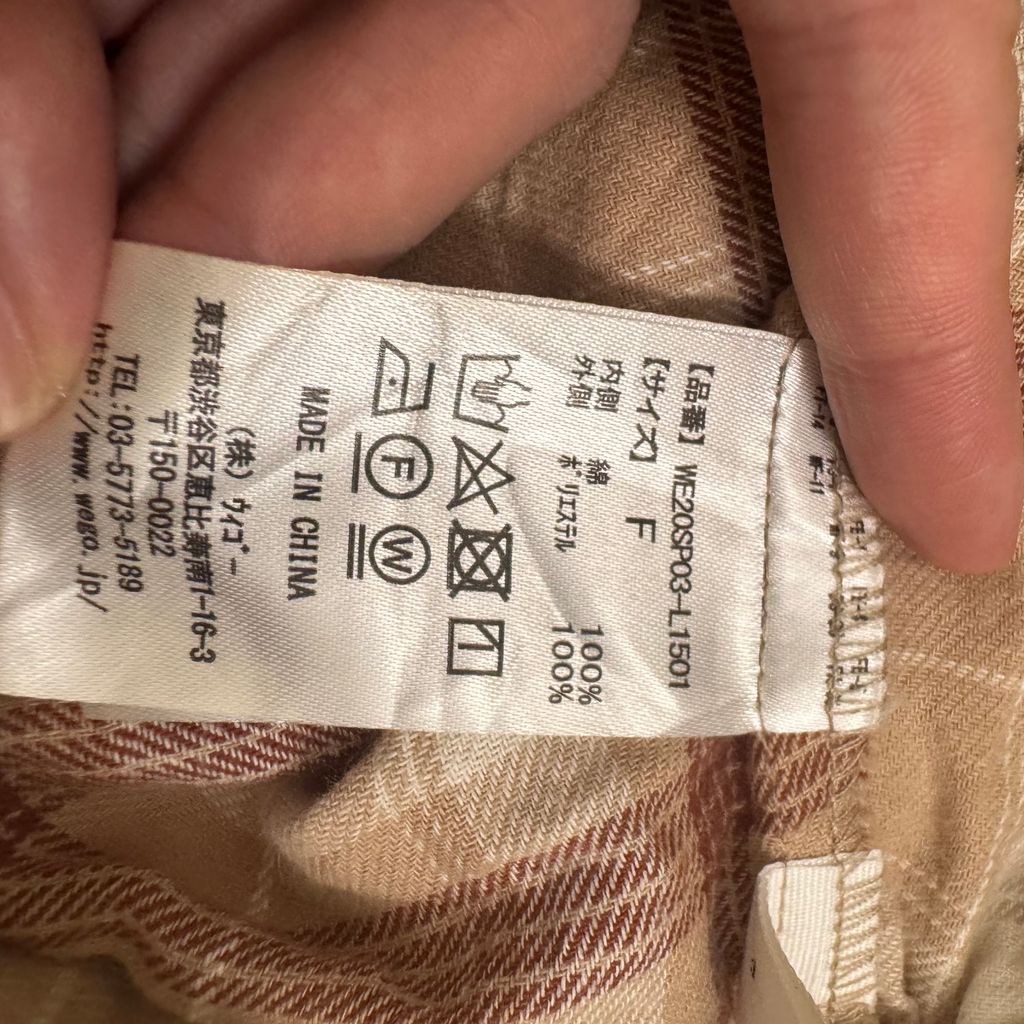 【品番】 WE20SP03-L1501
【サイズ】 F
内側 綿 100%
外側 ﾎﾟﾘｴｽﾃﾙ 100%
F W
MADE IN CHINA
(株) ｳｨｺﾞｰ
東京都渋谷区恵比寿南1-16-3
〒150-0022
TEL:03-5773-5189
http://www.wego.jp/